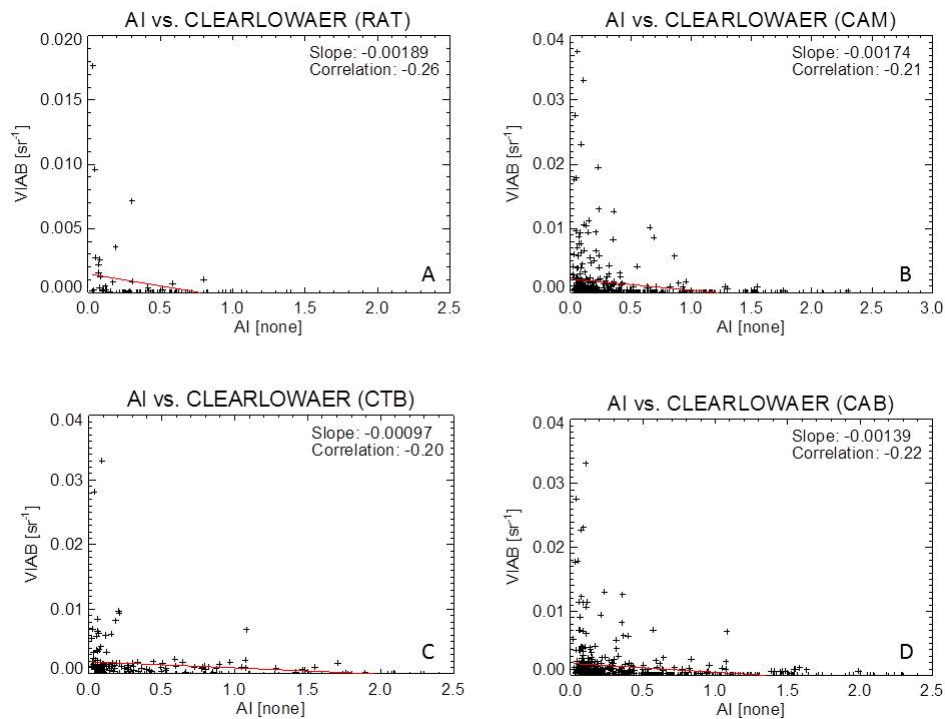 AI vs. CLEARLOWAER (RAT)
Slope: -0.00189
Correlation: -0.26
0.020
0.015
0.010
0.005
0.000
VIAB [sr-1]
A
0.0 0.5 1.0 1.5 2.0 2.5
AI [none]
AI vs. CLEARLOWAER (CAM)
Slope: -0.00174
Correlation: -0.21
0.04
0.03
0.02
0.01
0.00
VIAB [sr-1]
B
0.0 0.5 1.0 1.5 2.0 2.5 3.0
AI [none]
AI vs. CLEARLOWAER (CTB)
Slope: -0.00097
Correlation: -0.20
0.04
0.03
0.02
0.01
0.00
VIAB [sr-1]
C
0.0 0.5 1.0 1.5 2.0 2.5
AI [none]
AI vs. CLEARLOWAER (CAB)
Slope: -0.00139
Correlation: -0.22
0.04
0.03
0.02
0.01
0.00
VIAB [sr-1]
D
0.0 0.5 1.0 1.5 2.0 2.5
AI [none]